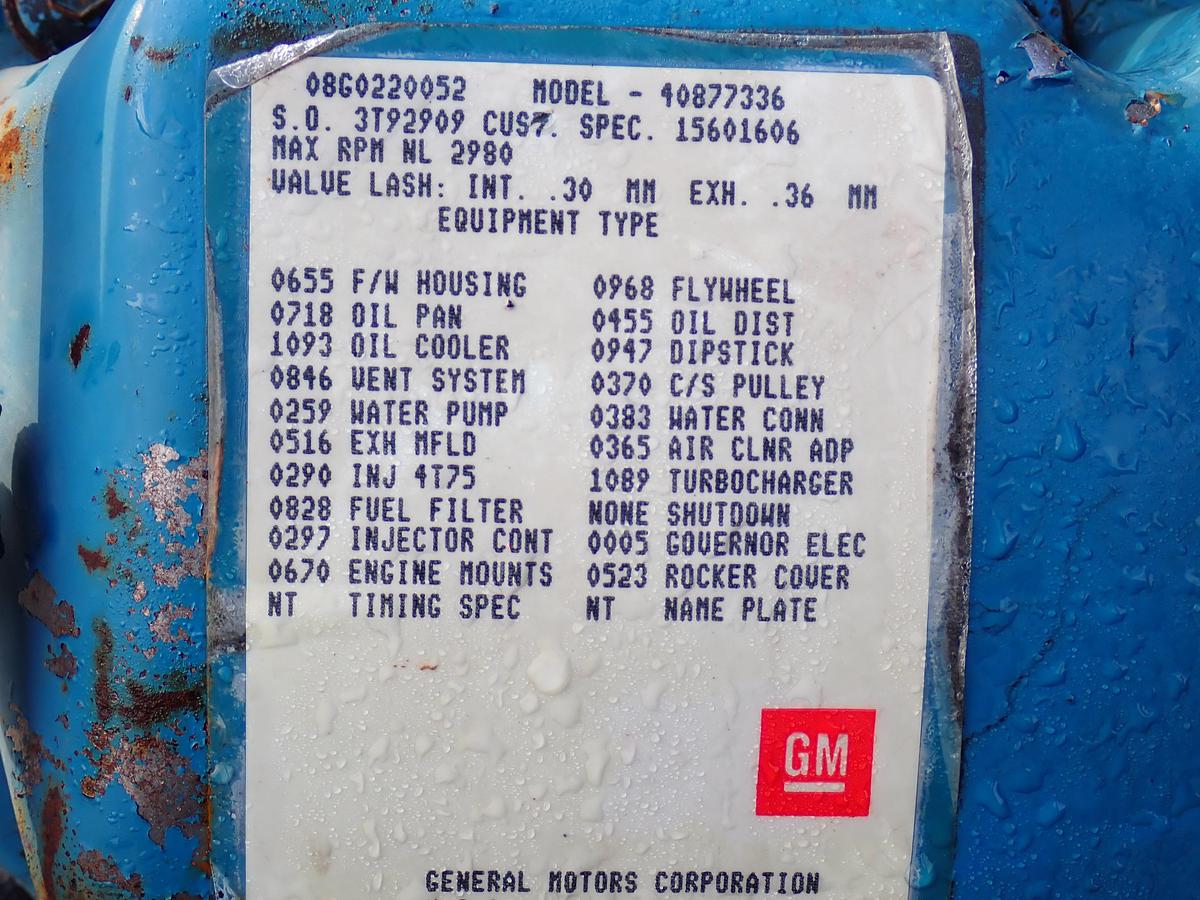 08G0220052 MODEL - 40877336
S.O. 3T92909 CUST. SPEC. 15601606
MAX RPM NL 2980
VALVE LASH: INT. .30 MM EXH. .36 MM
EQUIPMENT TYPE
0655 F/W HOUSING 0968 FLYWHEEL
0718 OIL PAN 0455 OIL DIST
1093 OIL COOLER 0947 DIPSTICK
0846 VENT SYSTEM 0370 C/S PULLEY
0259 WATER PUMP 0383 WATER CONN
0516 EXH MFLD 0365 AIR CLNR ADP
0290 INJ 4T75 1089 TURBOCHARGER
0828 FUEL FILTER NONE SHUTDOWN
0297 INJECTOR CONT 0005 GOVERNOR ELEC
0670 ENGINE MOUNTS 0523 ROCKER COVER
NT TIMING SPEC NT NAME PLATE
GM
GENERAL MOTORS CORPORATION